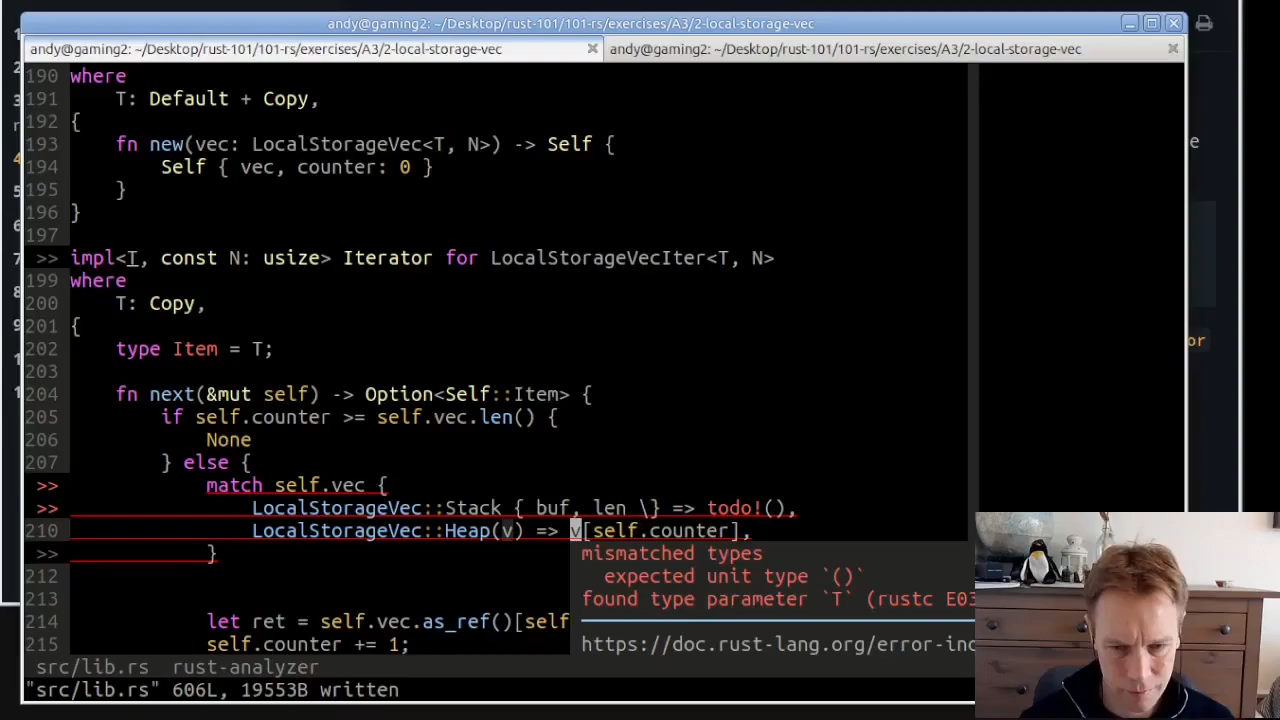 andy@gaming2: ~/Desktop/rust-101/101-rs/exercises/A3/2-local-storage-vec
andy@gaming2: ~/Desktop/rust-101/101-rs/exercises/A3/2-local-storage-vec
andy@gaming2: ~/Desktop/rust-101/101-rs/exercises/A3/2-local-storage-vec
190 where
191     T: Default + Copy,
192 {
193     fn new(vec: LocalStorageVec<T, N>) -> Self {
194         Self { vec, counter: 0 }
195     }
196 }
197
>> impl<T, const N: usize> Iterator for LocalStorageVecIter<T, N>
199 where
200     T: Copy,
201 {
202     type Item = T;
203
204     fn next(&mut self) -> Option<Self::Item> {
205         if self.counter >= self.vec.len() {
206             None
207         } else {
>>             match self.vec {
>>                 LocalStorageVec::Stack { buf, len \} => todo!(),
210                 LocalStorageVec::Heap(v) => v[self.counter],
>>             }
mismatched types
212
expected unit type `()`
213
found type parameter `T` (rustc E03
214             let ret = self.vec.as_ref()[self
215             self.counter += 1;
https://doc.rust-lang.org/error-inc
src/lib.rs  rust-analyzer
"src/lib.rs" 606L, 19553B written